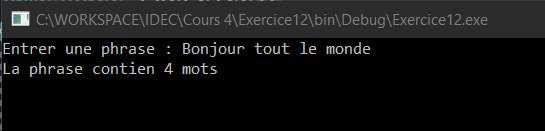 C:\WORKSPACE\IDEC\Cours 4\Exercice12\bin\Debug\Exercice12.exe
Entrer une phrase : Bonjour tout le monde
La phrase contien 4 mots